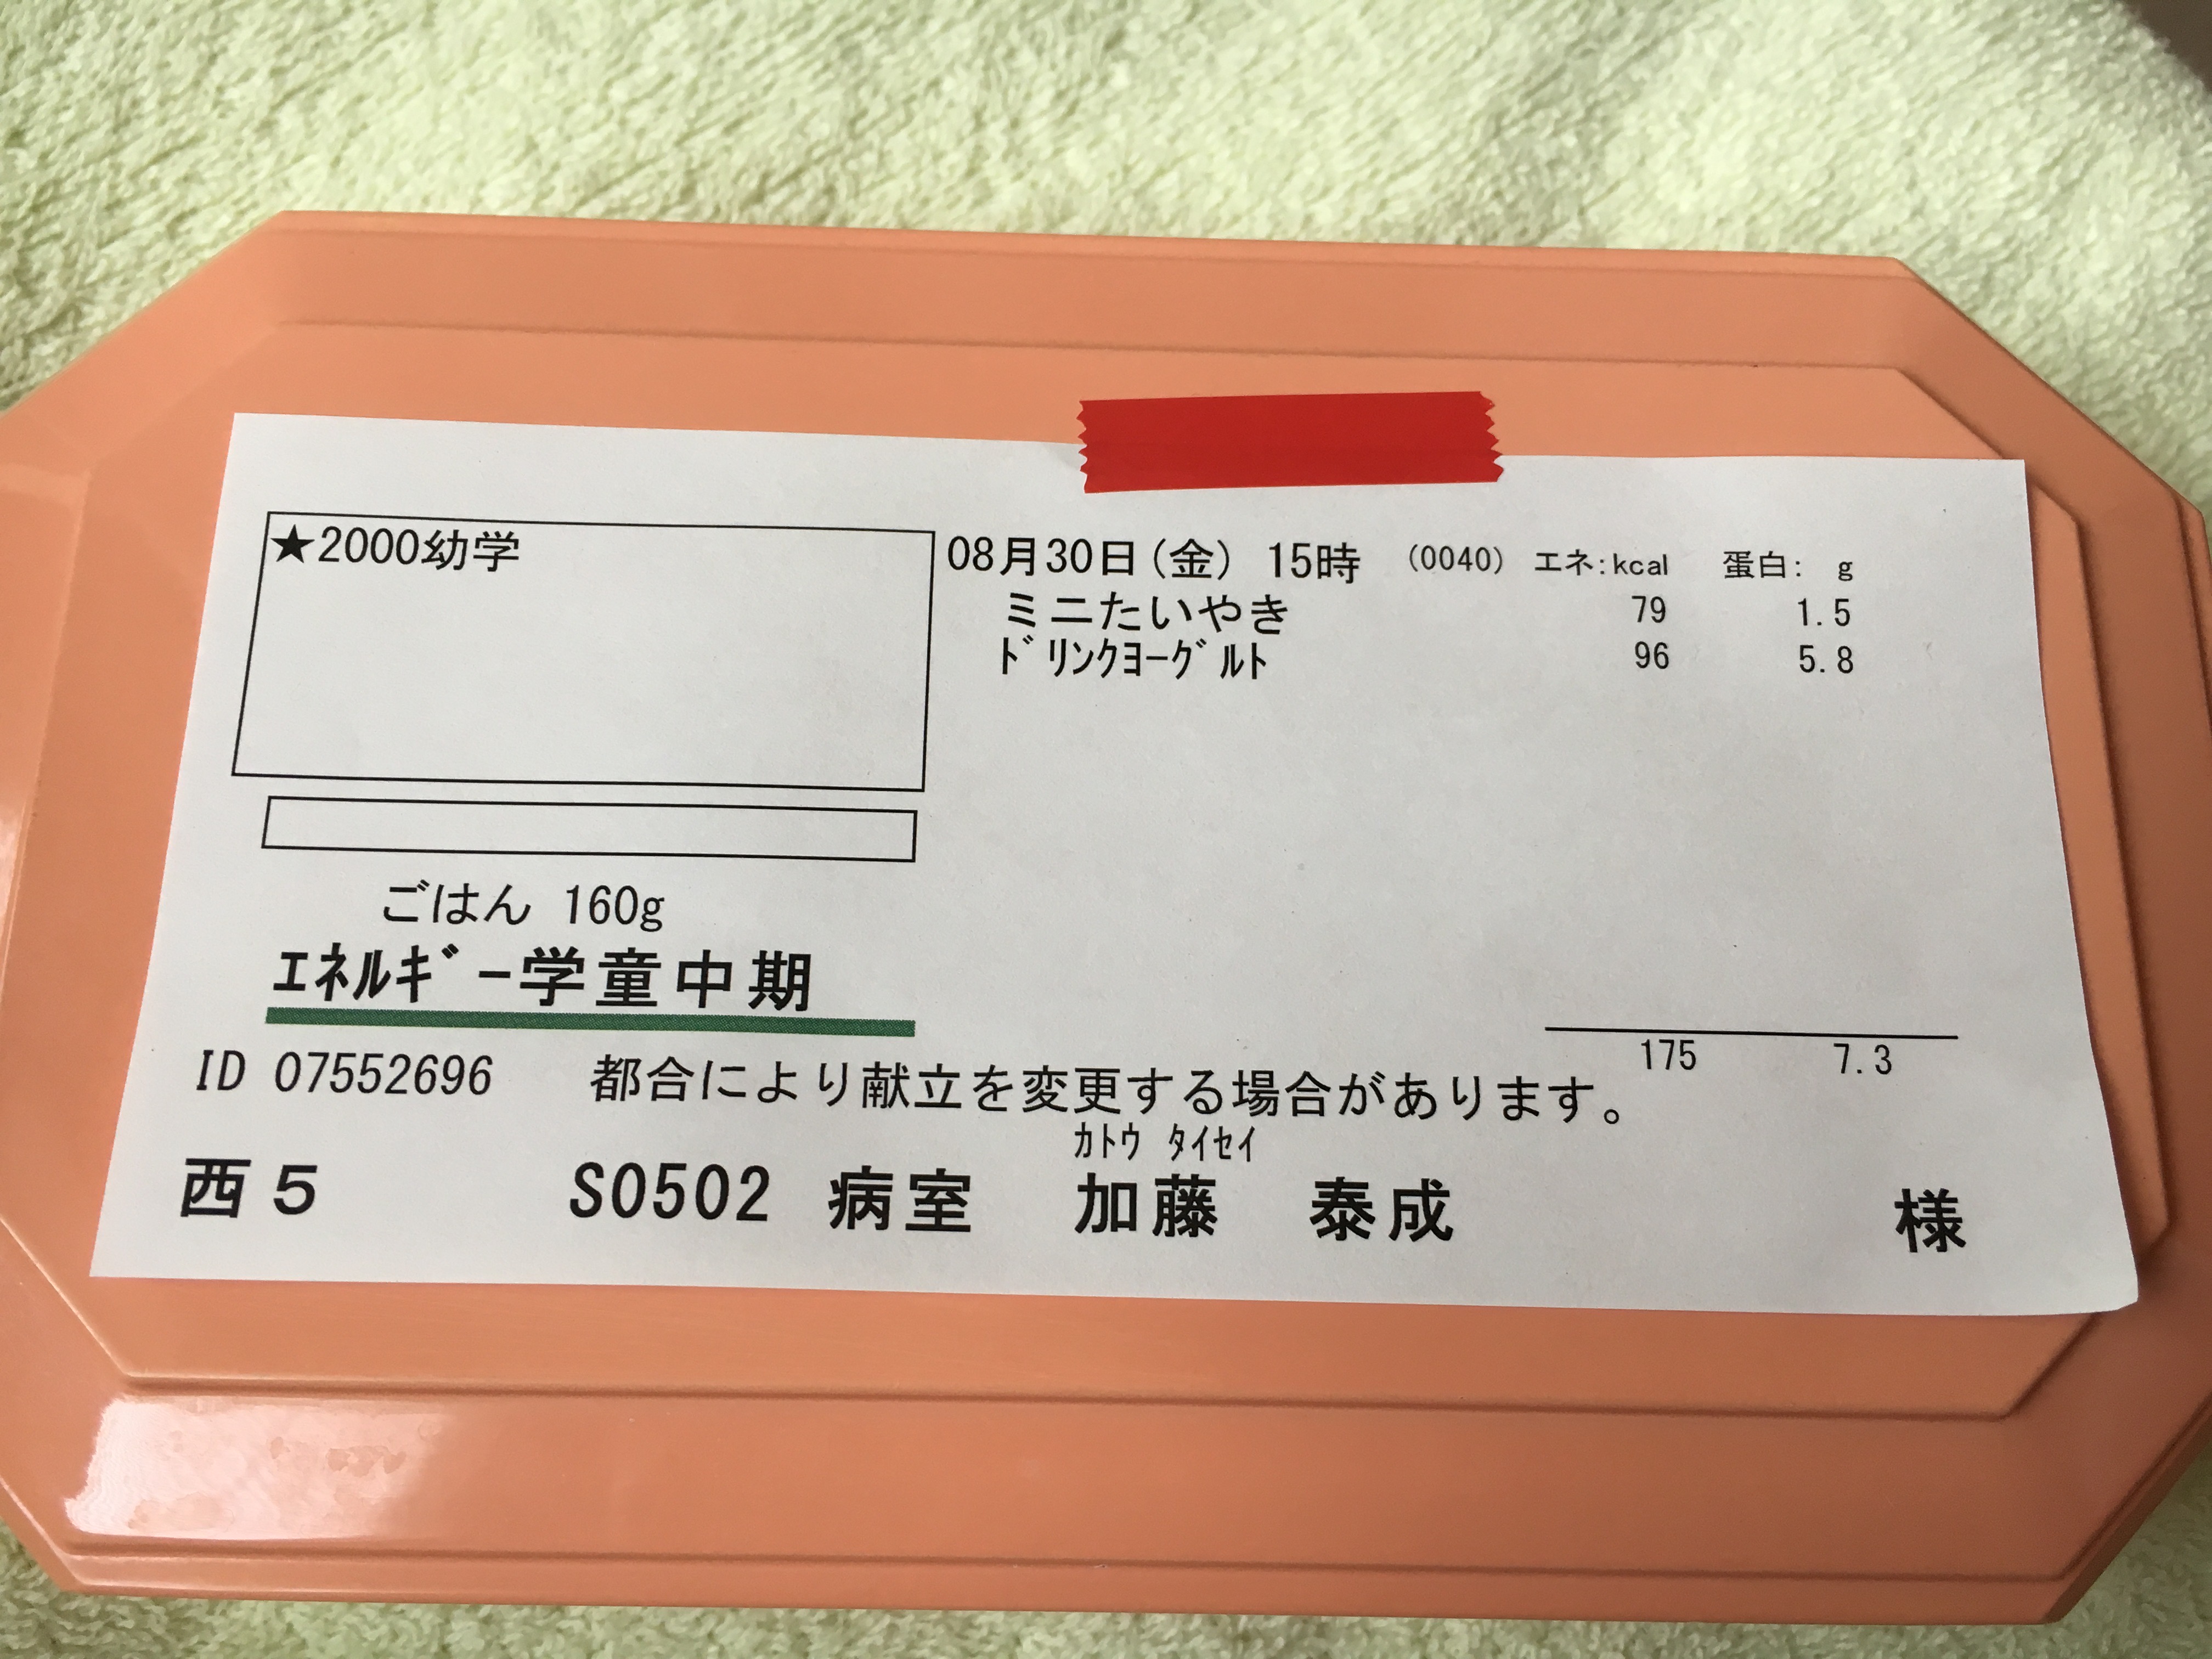 ★2000幼学
08月30日(金) 15時 (0040) エネ:kcal 蛋白: g
ミニたいやき 79 1.5
ﾄﾞﾘﾝｸﾖｰｸﾞﾙﾄ 96 5.8
ごはん 160g
ｴﾈﾙｷﾞｰ学童中期
175 7.3
ID 07552696 都合により献立を変更する場合があります。
ｶﾄｳ ﾀｲｾｲ
西５ S0502 病室 加藤 泰成 様